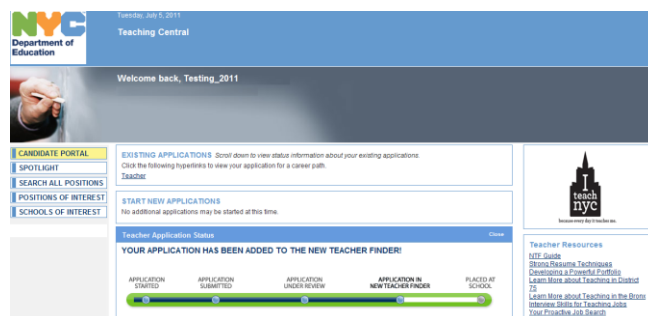 NYC
Department of
Education
Tuesday, July 5, 2011
Teaching Central
Welcome back, Testing_2011
CANDIDATE PORTAL
SPOTLIGHT
SEARCH ALL POSITIONS
POSITIONS OF INTEREST
SCHOOLS OF INTEREST
EXISTING APPLICATIONS Scroll down to view status information about your existing applications.
Click the following hyperlinks to view your application for a career path.
Teacher
START NEW APPLICATIONS
No additional applications may be started at this time.
Teacher Application Status Close
YOUR APPLICATION HAS BEEN ADDED TO THE NEW TEACHER FINDER!
APPLICATION STARTED
APPLICATION SUBMITTED
APPLICATION UNDER REVIEW
APPLICATION IN NEW TEACHER FINDER
PLACED AT SCHOOL
I
teach
nyc
because every day it teaches me.
Teacher Resources
NTF Guide
Strong Resume Techniques
Developing a Powerful Portfolio
Learn More about Teaching in District
75
Learn More about Teaching in the Bronx
Interview Skills for Teaching Jobs
Your Proactive Job Search